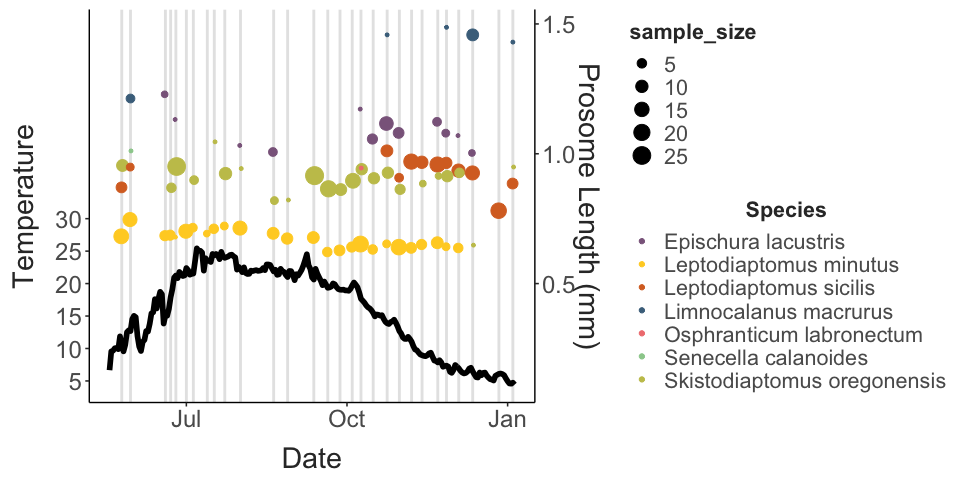 Temperature
30
25
20
15
10
5
Jul
Oct
Jan
Date
1.5
1.0
0.5
Prosome Length (mm)
sample_size
5
10
15
20
25
Species
Epischura lacustris
Leptodiaptomus minutus
Leptodiaptomus sicilis
Limnocalanus macrurus
Osphranticum labronectum
Senecella calanoides
Skistodiaptomus oregonensis